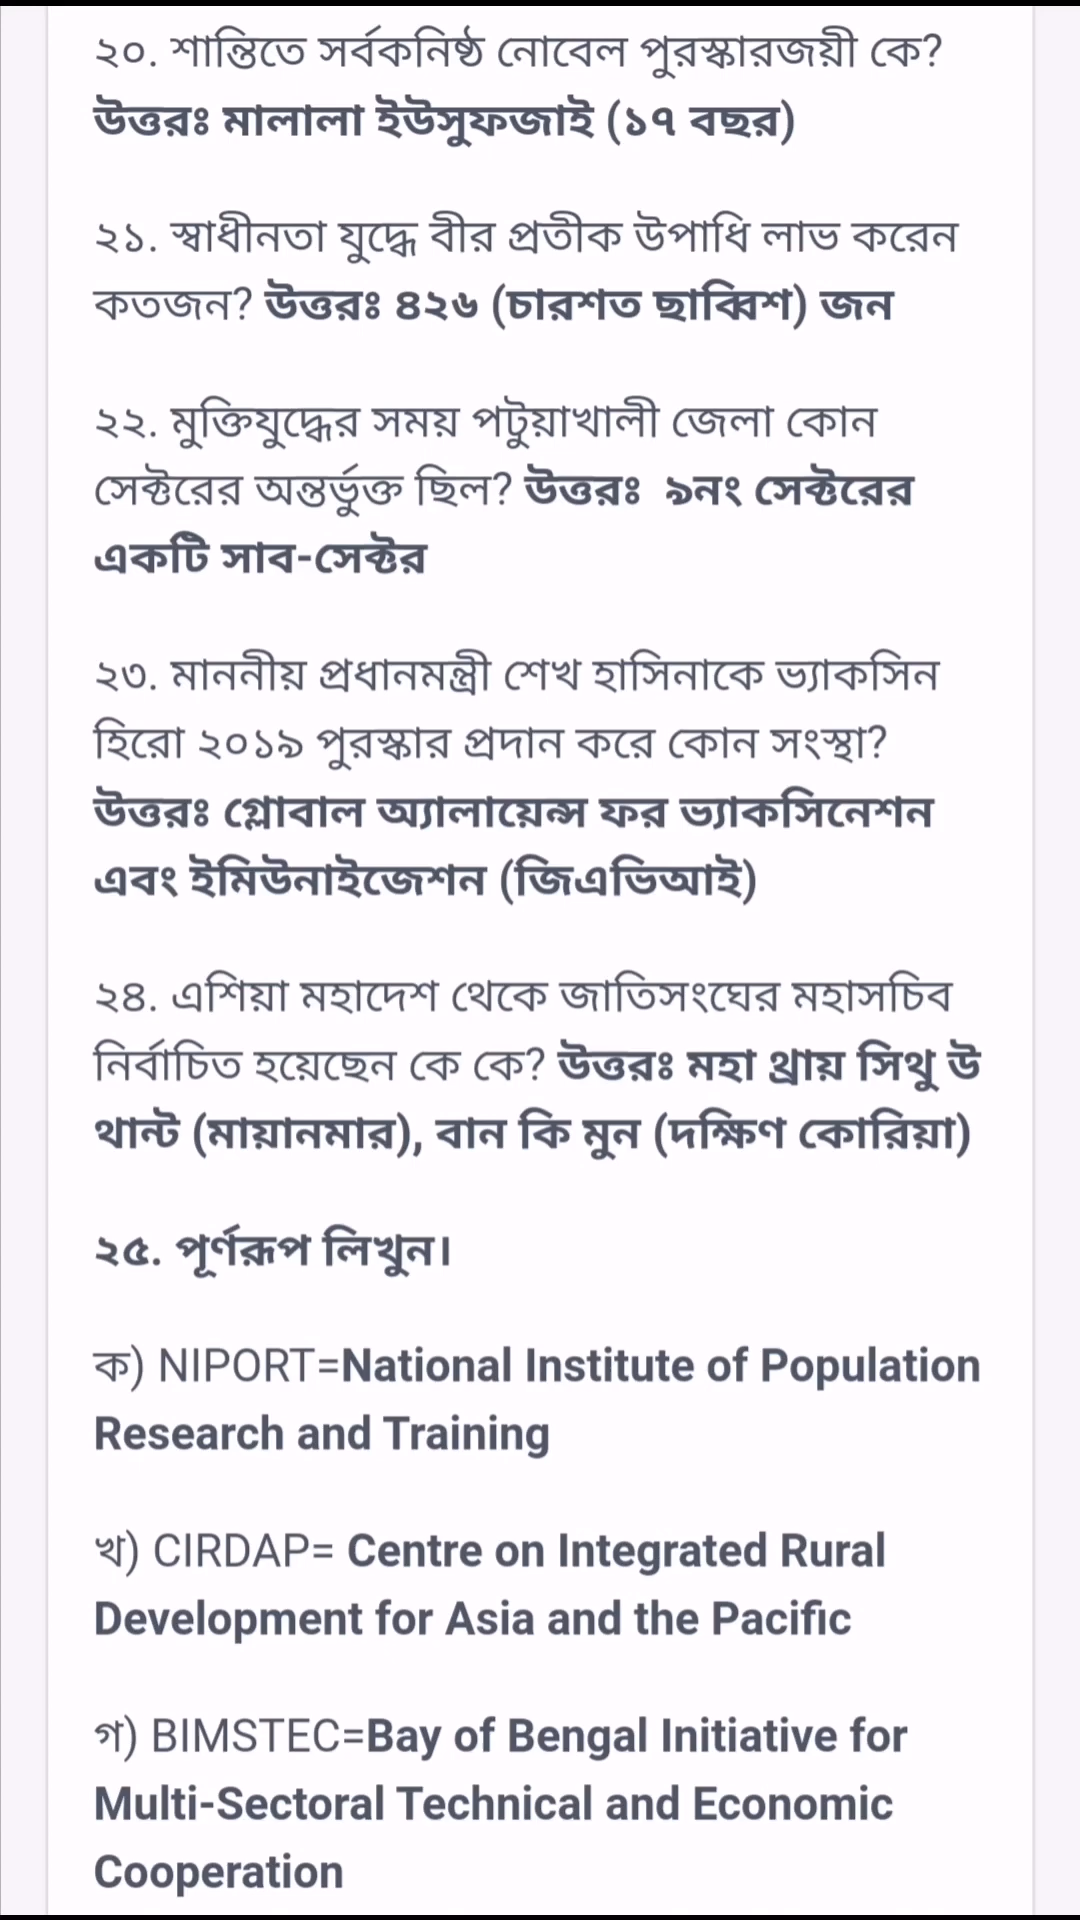 ২০. শান্তিতে সর্বকনিষ্ঠ নোবেল পুরস্কারজয়ী কে?
উত্তরঃ মালালা ইউসুফজাই (১৭ বছর)
২১. স্বাধীনতা যুদ্ধে বীর প্রতীক উপাধি লাভ করেন
কতজন? উত্তরঃ ৪২৬ (চারশত ছাব্বিশ) জন
২২. মুক্তিযুদ্ধের সময় পটুয়াখালী জেলা কোন
সেক্টরের অন্তর্ভুক্ত ছিল? উত্তরঃ ৯নং সেক্টরের
একটি সাব-সেক্টর
২৩. মাননীয় প্রধানমন্ত্রী শেখ হাসিনাকে ভ্যাকসিন
হিরো ২০১৯ পুরস্কার প্রদান করে কোন সংস্থা?
উত্তরঃ গ্লোবাল অ্যালায়েন্স ফর ভ্যাকসিনেশন
এবং ইমিউনাইজেশন (জিএভিআই)
২৪. এশিয়া মহাদেশ থেকে জাতিসংঘের মহাসচিব
নির্বাচিত হয়েছেন কে কে? উত্তরঃ মহা থ্রায় সিথু উ
থান্ট (মায়ানমার), বান কি মুন (দক্ষিণ কোরিয়া)
২৫. পূর্ণরূপ লিখুন।
ক) NIPORT=National Institute of Population
Research and Training
খ) CIRDAP= Centre on Integrated Rural
Development for Asia and the Pacific
গ) BIMSTEC=Bay of Bengal Initiative for
Multi-Sectoral Technical and Economic
Cooperation